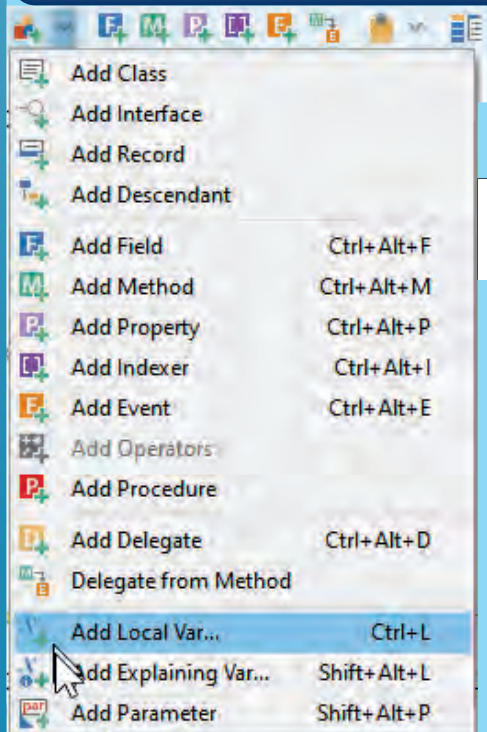 Add Class
Add Interface
Add Record
Add Descendant
Add Field Ctrl+Alt+F
Add Method Ctrl+Alt+M
Add Property Ctrl+Alt+P
Add Indexer Ctrl+Alt+I
Add Event Ctrl+Alt+E
Add Operators
Add Procedure
Add Delegate Ctrl+Alt+D
Delegate from Method
Add Local Var... Ctrl+L
Add Explaining Var... Shift+Alt+L
Add Parameter Shift+Alt+P